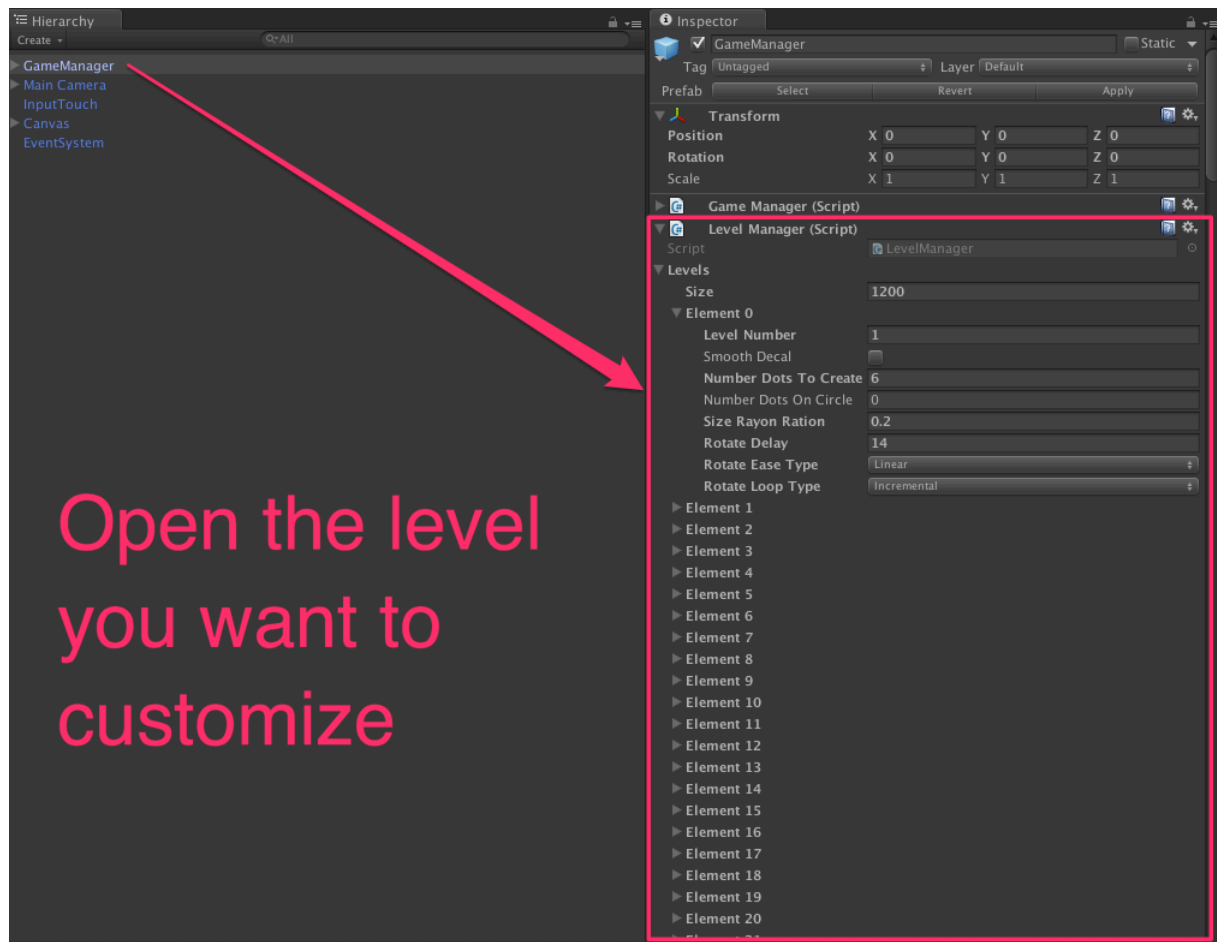 Hierarchy
Create
All
GameManager
Main Camera
InputTouch
Canvas
EventSystem
Open the level
you want to
customize
Inspector
GameManager Static
Tag Untagged Layer Default
Prefab Select Revert Apply
Transform
Position X 0 Y 0 Z 0
Rotation X 0 Y 0 Z 0
Scale X 1 Y 1 Z 1
Game Manager (Script)
Level Manager (Script)
Script LevelManager
Levels
Size 1200
Element 0
Level Number 1
Smooth Decal
Number Dots To Create 6
Number Dots On Circle 0
Size Rayon Ration 0.2
Rotate Delay 14
Rotate Ease Type Linear
Rotate Loop Type Incremental
Element 1
Element 2
Element 3
Element 4
Element 5
Element 6
Element 7
Element 8
Element 9
Element 10
Element 11
Element 12
Element 13
Element 14
Element 15
Element 16
Element 17
Element 18
Element 19
Element 20